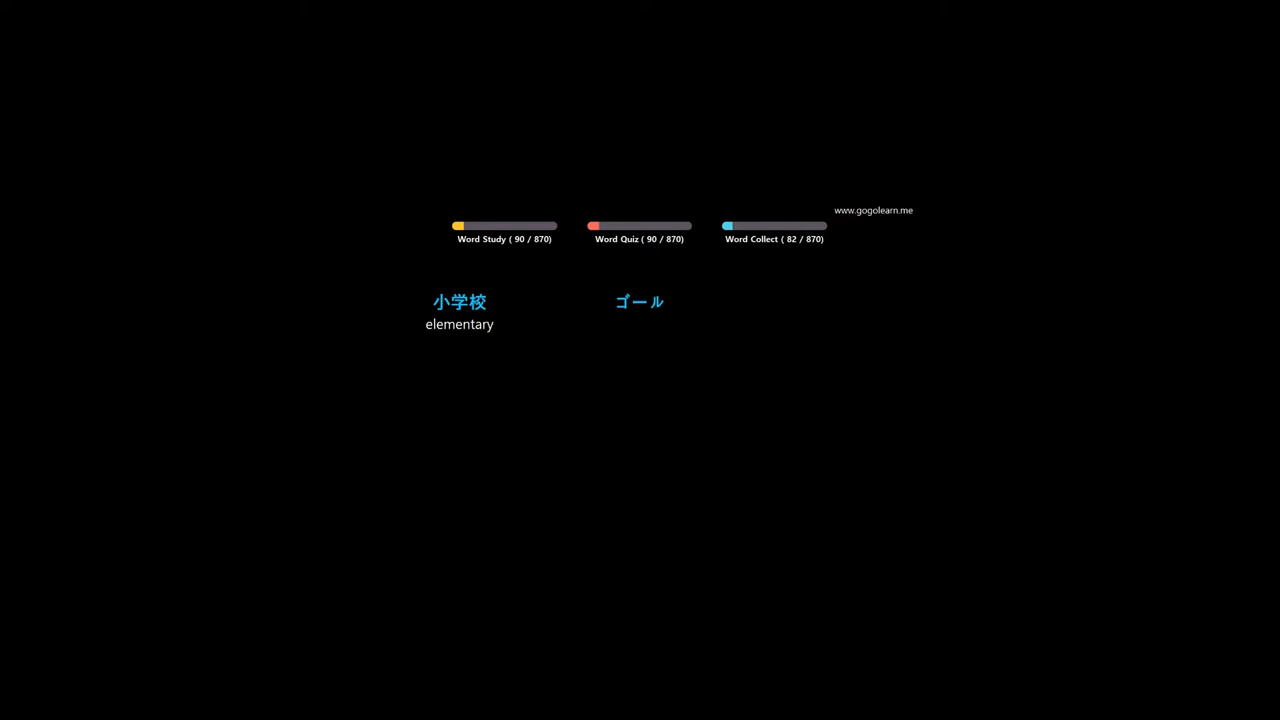 www.gogolearn.me
Word Study ( 90 / 870)
Word Quiz ( 90 / 870)
Word Collect ( 82 / 870)
小学校
ゴール
elementary